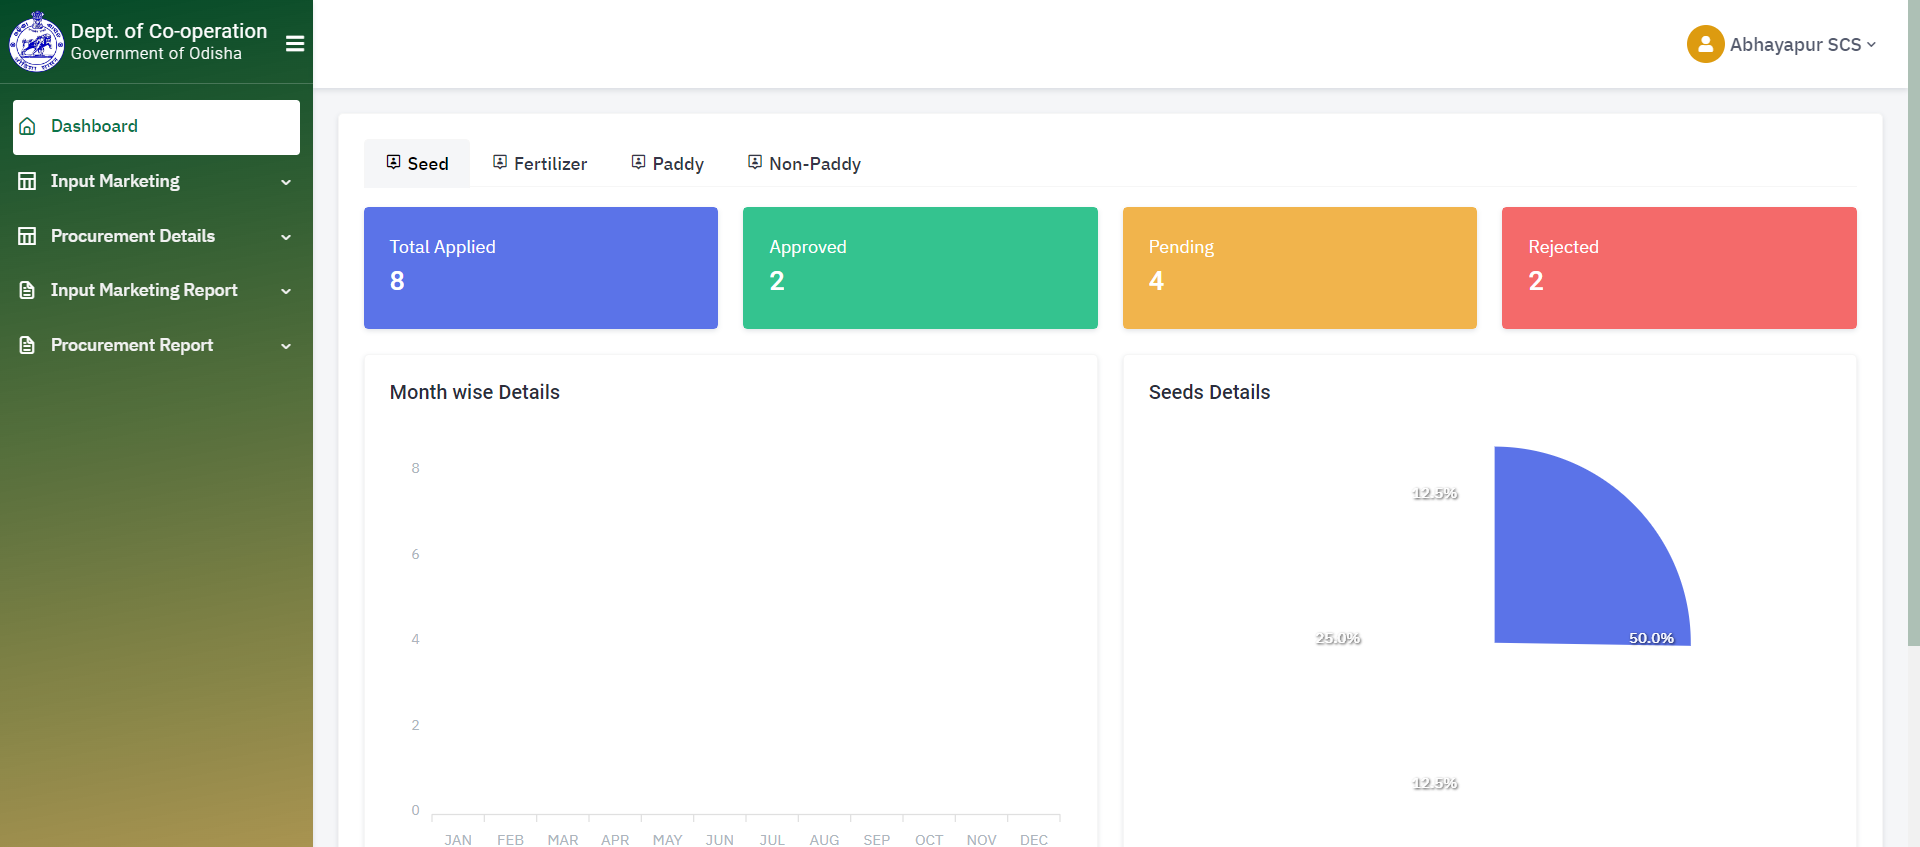 Dept. of Co-operation
Government of Odisha
Abhayapur SCS
Dashboard
Input Marketing
Procurement Details
Input Marketing Report
Procurement Report
Seed
Fertilizer
Paddy
Non-Paddy
Total Applied
8
Approved
2
Pending
4
Rejected
2
Month wise Details
8
6
4
2
0
JAN FEB MAR APR MAY JUN JUL AUG SEP OCT NOV DEC
Seeds Details
12.5%
25.0%
50.0%
12.5%